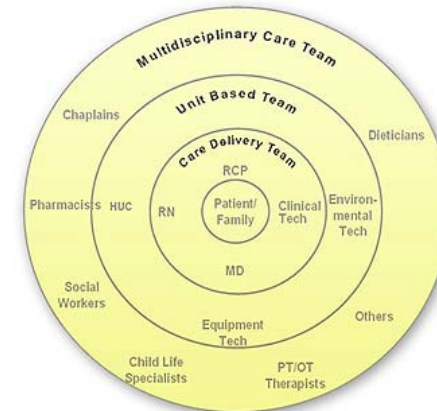 Multidisciplinary Care Team
Unit Based Team
Chaplains
Dieticians
Care Delivery Team
RCP
Pharmacists
HUC
RN
Patient/
Family
Clinical
Tech
Environ-
mental
Tech
MD
Social
Workers
Equipment
Tech
Others
Child Life
Specialists
PT/OT
Therapists